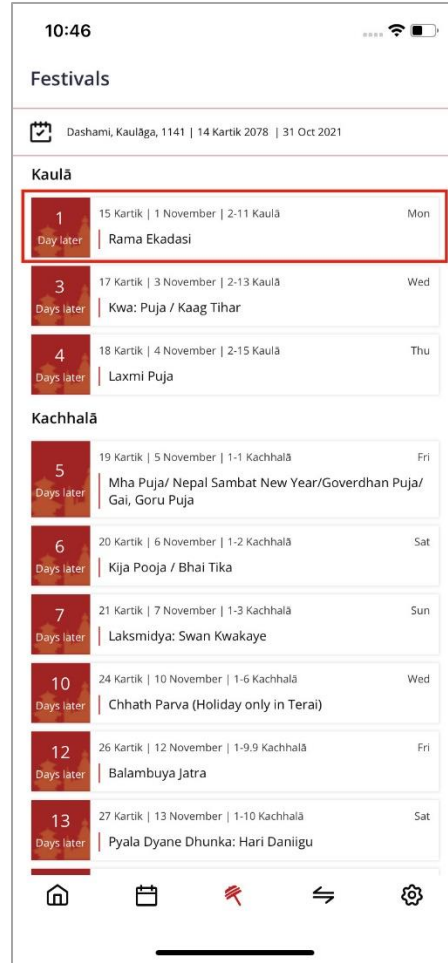 10:46
Festivals
Dashami, Kaulāga, 1141 | 14 Kartik 2078 | 31 Oct 2021
Kaulā
1
Day later
15 Kartik | 1 November | 2-11 Kaulā
Mon
Rama Ekadasi
3
Days later
17 Kartik | 3 November | 2-13 Kaulā
Wed
Kwa: Puja / Kaag Tihar
4
Days later
18 Kartik | 4 November | 2-15 Kaulā
Thu
Laxmi Puja
Kachhalā
5
Days later
19 Kartik | 5 November | 1-1 Kachhalā
Fri
Mha Puja/ Nepal Sambat New Year/Goverdhan Puja/
Gai, Goru Puja
6
Days later
20 Kartik | 6 November | 1-2 Kachhalā
Sat
Kija Pooja / Bhai Tika
7
Days later
21 Kartik | 7 November | 1-3 Kachhalā
Sun
Laksmidya: Swan Kwakaye
10
Days later
24 Kartik | 10 November | 1-6 Kachhalā
Wed
Chhath Parva (Holiday only in Terai)
12
Days later
26 Kartik | 12 November | 1-9.9 Kachhalā
Fri
Balambuya Jatra
13
Days later
27 Kartik | 13 November | 1-10 Kachhalā
Sat
Pyala Dyane Dhunka: Hari Daniigu